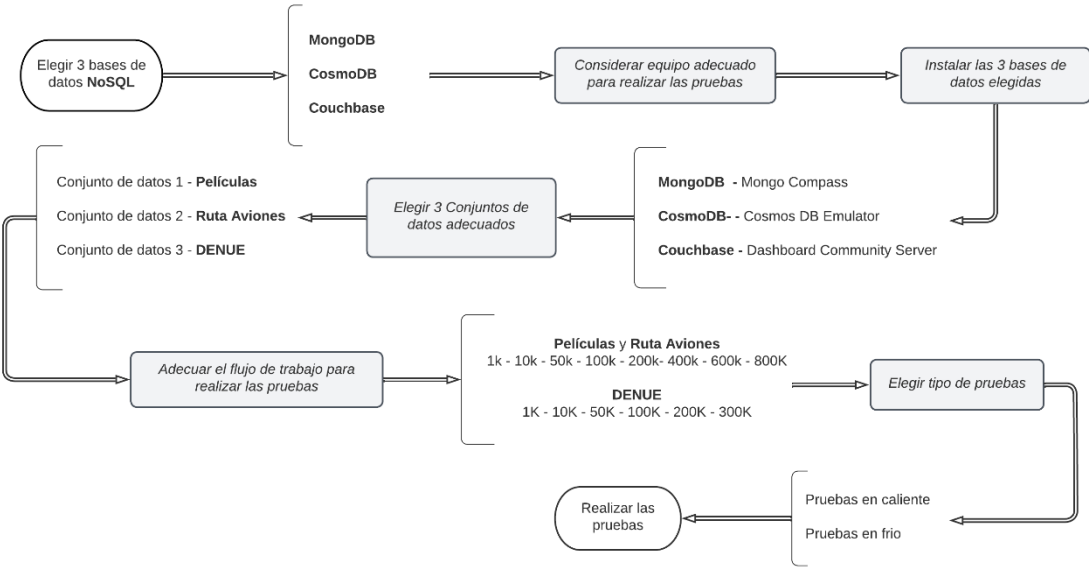 Elegir 3 bases de
datos NoSQL
MongoDB
CosmoDB
Couchbase
Considerar equipo adecuado
para realizar las pruebas
Instalar las 3 bases de
datos elegidas
MongoDB - Mongo Compass
CosmoDB- - Cosmos DB Emulator
Couchbase - Dashboard Community Server
Elegir 3 Conjuntos de
datos adecuados
Conjunto de datos 1 - Películas
Conjunto de datos 2 - Ruta Aviones
Conjunto de datos 3 - DENUE
Adecuar el flujo de trabajo para
realizar las pruebas
Películas y Ruta Aviones
1k - 10k - 50k - 100k - 200k- 400k - 600k - 800K
DENUE
1K - 10K - 50K - 100K - 200K - 300K
Elegir tipo de pruebas
Pruebas en caliente
Pruebas en frio
Realizar las
pruebas